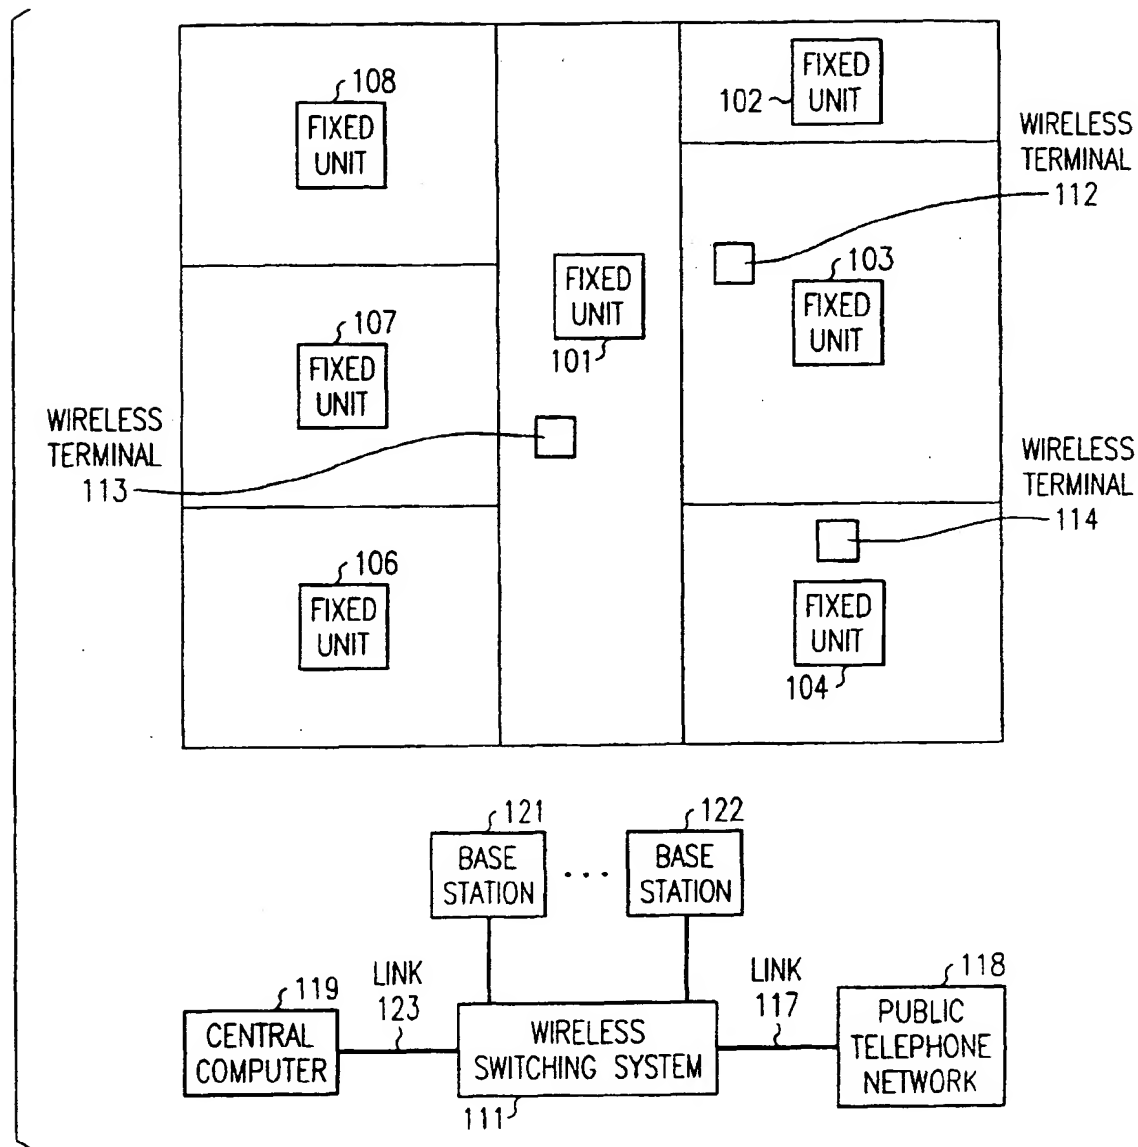 108
FIXED
UNIT
102
FIXED
UNIT
WIRELESS
TERMINAL
112
FIXED
UNIT
101
103
FIXED
UNIT
107
FIXED
UNIT
WIRELESS
TERMINAL
113
WIRELESS
TERMINAL
114
106
FIXED
UNIT
FIXED
UNIT
104
121
BASE
STATION
...
122
BASE
STATION
119
CENTRAL
COMPUTER
LINK
123
WIRELESS
SWITCHING SYSTEM
111
LINK
117
118
PUBLIC
TELEPHONE
NETWORK